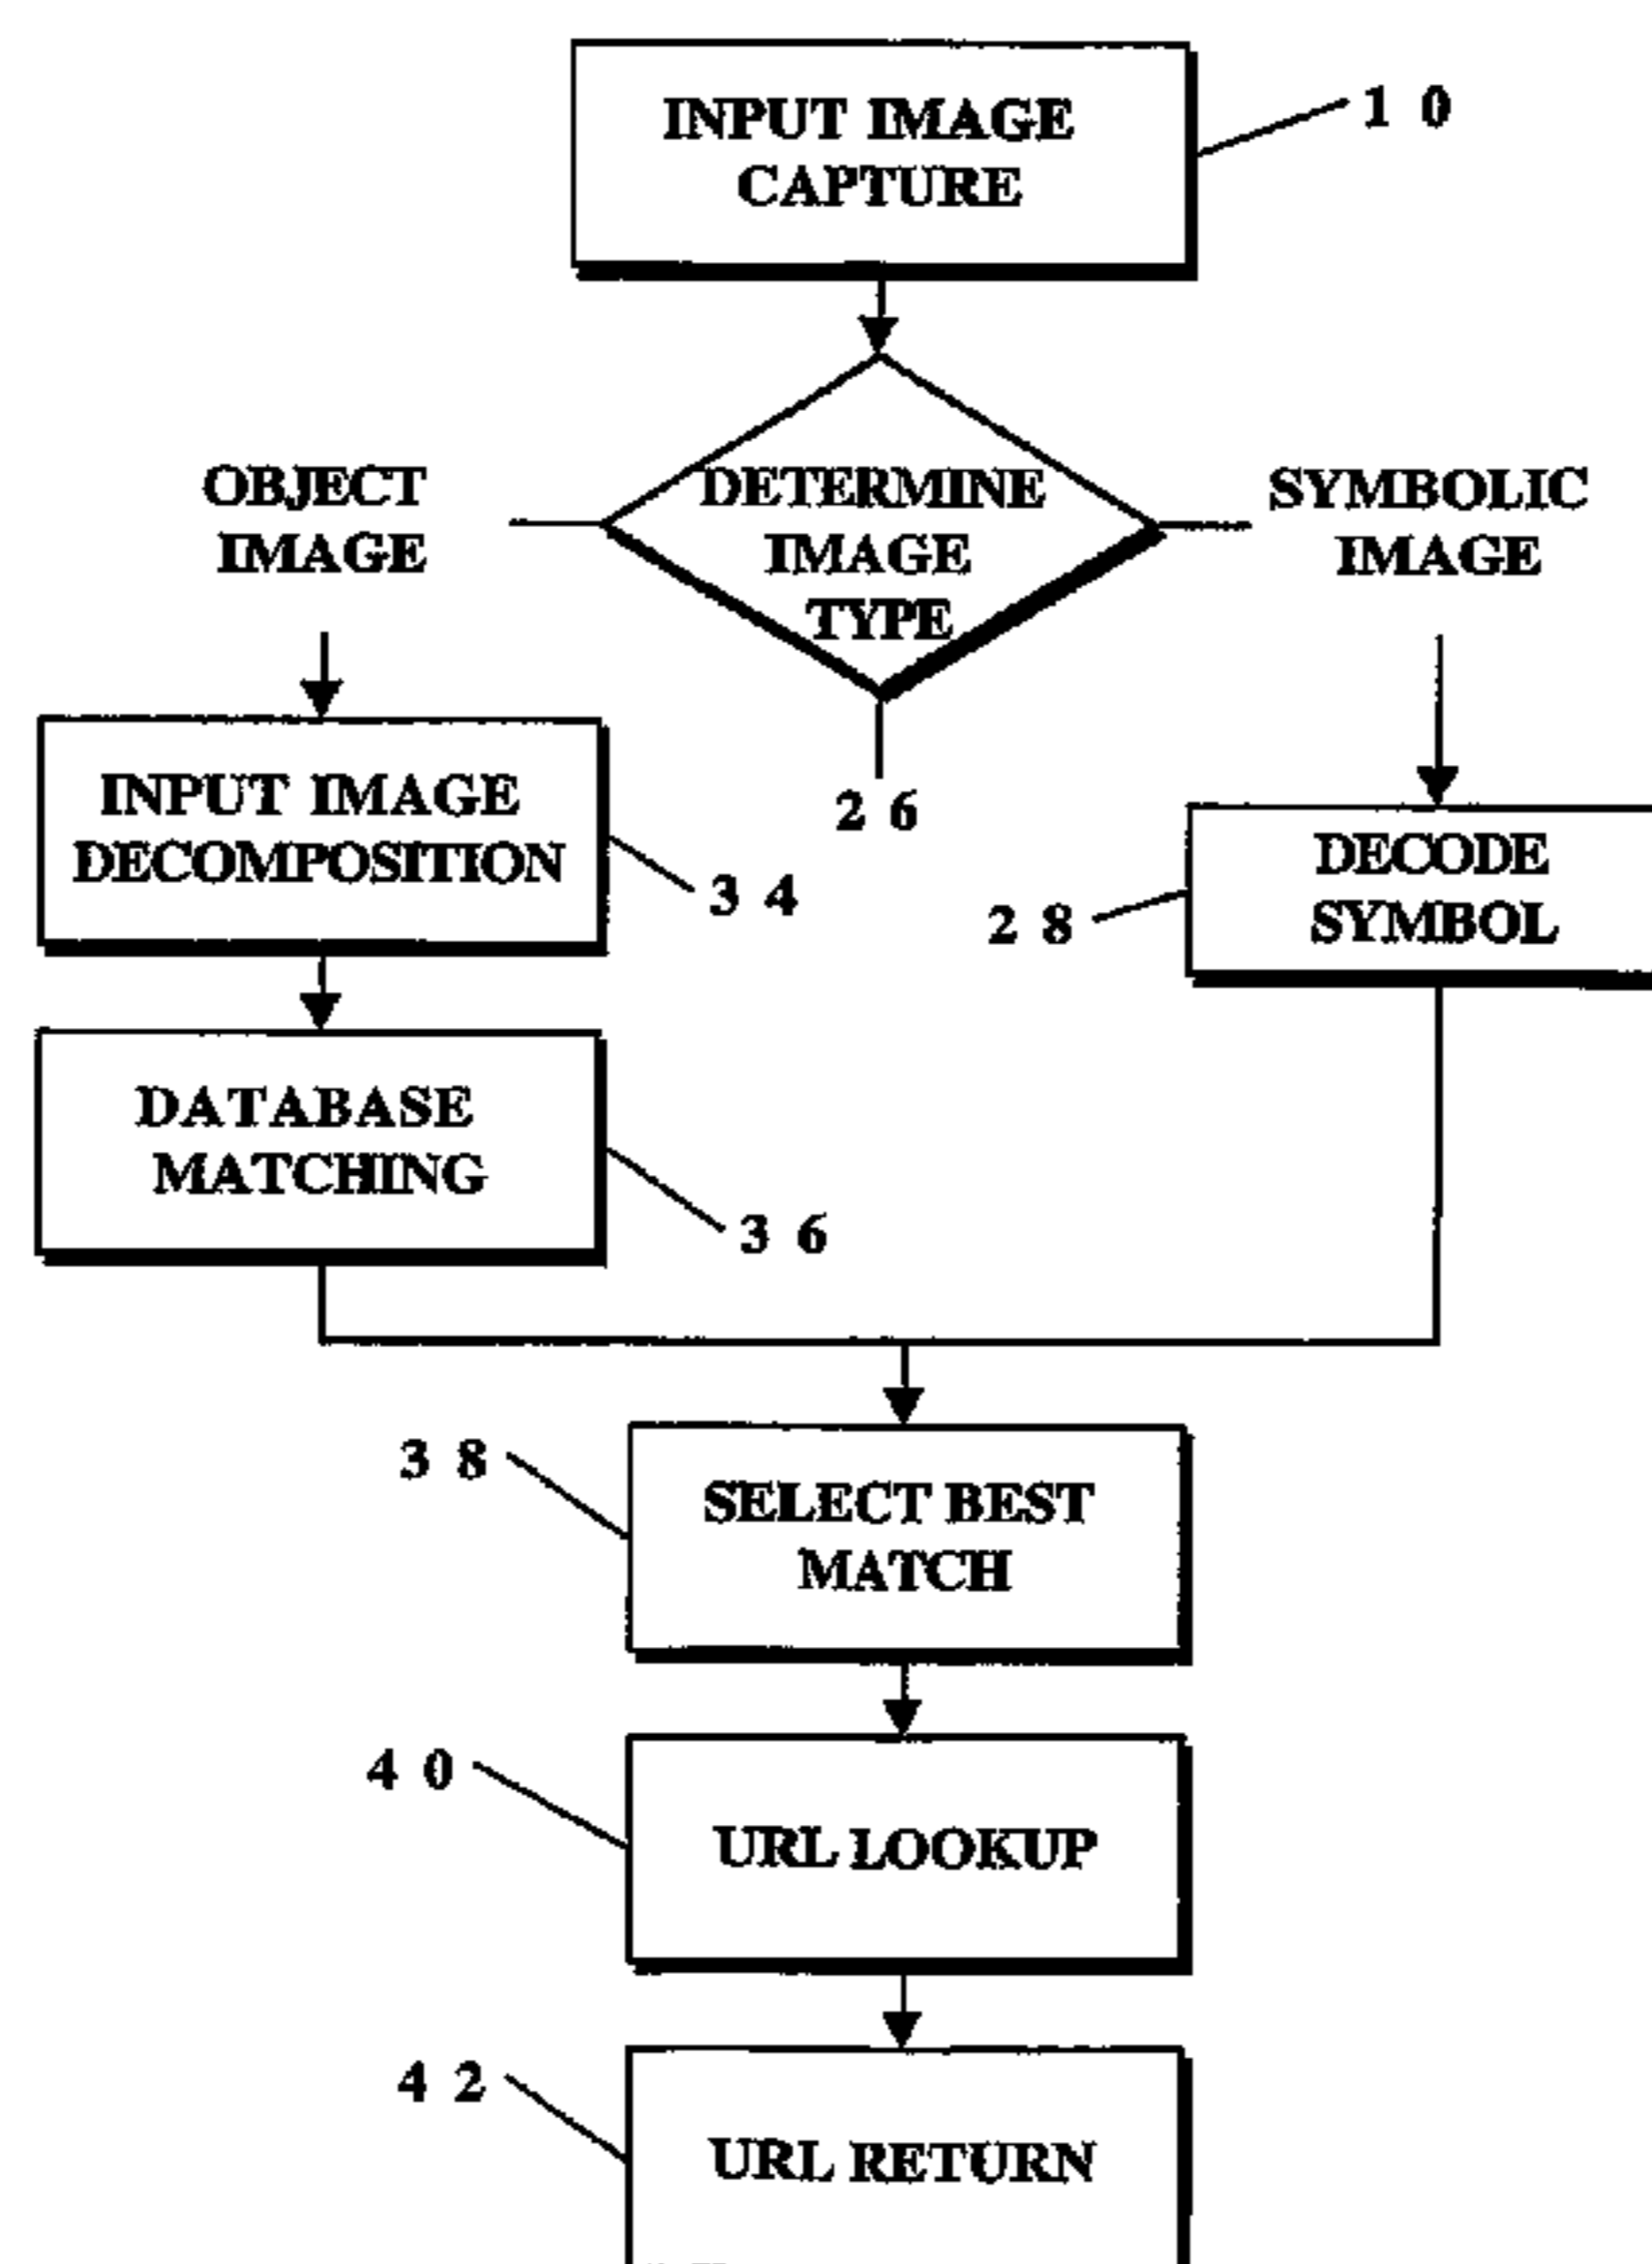 INPUT IMAGE
CAPTURE
1 0
DETERMINE
IMAGE
TYPE
2 6
OBJECT
IMAGE
SYMBOLIC
IMAGE
INPUT IMAGE
DECOMPOSITION
3 4
DECODE
SYMBOL
2 8
DATABASE
MATCHING
3 6
3 8
SELECT BEST
MATCH
4 0
URL LOOKUP
4 2
URL RETURN